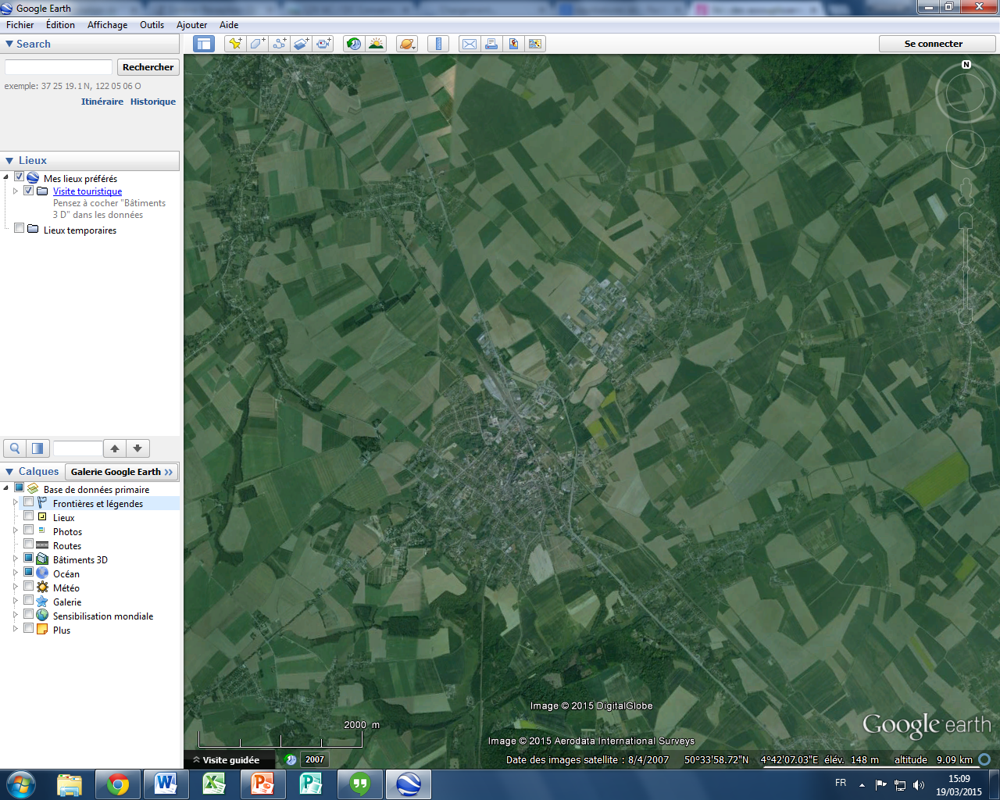 Google Earth
Fichier Édition Affichage Outils Ajouter Aide
Search
Se connecter
Rechercher
exemple: 37 25 19.1 N, 122 05 06 O
Itinéraire Historique
N
Lieux
Mes lieux préférés
Visite touristique
Pensez à cocher "Bâtiments
3 D" dans les données
Lieux temporaires
Calques Galerie Google Earth >>
Base de données primaire
Frontières et légendes
Lieux
Photos
Routes
Bâtiments 3D
Océan
Météo
Galerie
Sensibilisation mondiale
Plus
Image © 2015 DigitalGlobe
2000 m
Google earth
Image © 2015 Aerodata International Surveys
Visite guidée 2007 Date des images satellite : 8/4/2007 50°33'58.72"N 4°42'07.03"E élév. 148 m altitude 9.09 km
FR
15:09
19/03/2015